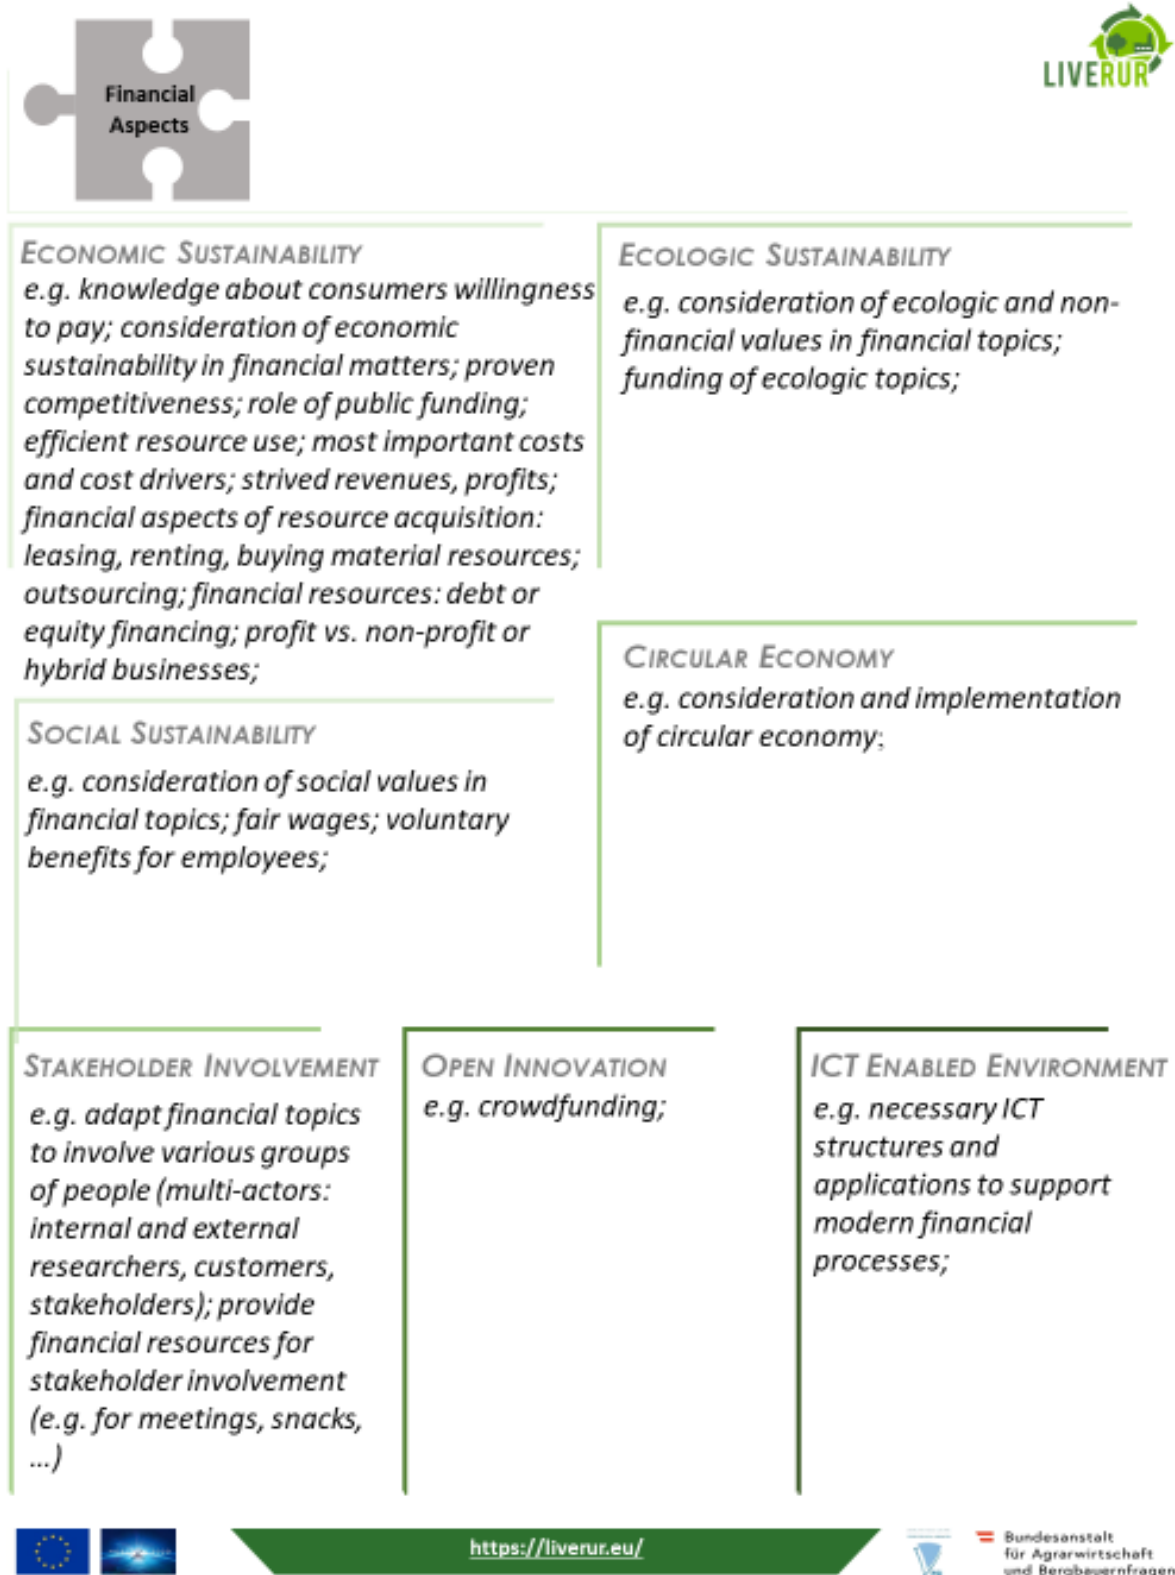 Financial
Aspects
LIVERUR
ECONOMIC SUSTAINABILITY
e.g. knowledge about consumers willingness
to pay; consideration of economic
sustainability in financial matters; proven
competitiveness; role of public funding;
efficient resource use; most important costs
and cost drivers; strived revenues, profits;
financial aspects of resource acquisition:
leasing, renting, buying material resources;
outsourcing; financial resources: debt or
equity financing; profit vs. non-profit or
hybrid businesses;
ECOLOGIC SUSTAINABILITY
e.g. consideration of ecologic and non-
financial values in financial topics;
funding of ecologic topics;
SOCIAL SUSTAINABILITY
e.g. consideration of social values in
financial topics; fair wages; voluntary
benefits for employees;
CIRCULAR ECONOMY
e.g. consideration and implementation
of circular economy;
STAKEHOLDER INVOLVEMENT
e.g. adapt financial topics
to involve various groups
of people (multi-actors:
internal and external
researchers, customers,
stakeholders); provide
financial resources for
stakeholder involvement
(e.g. for meetings, snacks,
...)
OPEN INNOVATION
e.g. crowdfunding;
ICT ENABLED ENVIRONMENT
e.g. necessary ICT
structures and
applications to support
modern financial
processes;
https://liverur.eu/
Bundesanstalt
für Agrarwirtschaft
und Bergbauernfragen